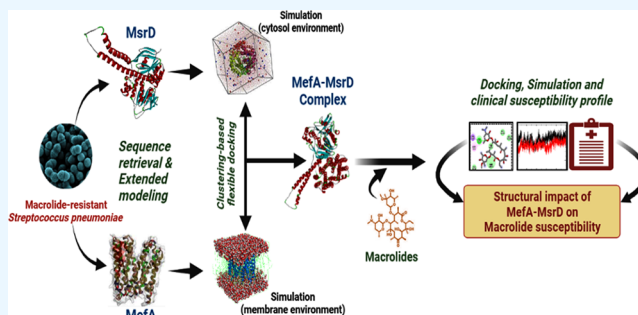 MsrD
Simulation
(cytosol environment)
MefA-MsrD
Complex
Docking, Simulation and
clinical susceptibility profile
Sequence
retrieval &
Extended
modeling
Clustering-based
flexible docking
Macrolide-resistant
Streptococcus pneumoniae
Macrolides
Structural impact of
MefA-MsrD on
Macrolide susceptibility
MefA
Simulation
(membrane environment)